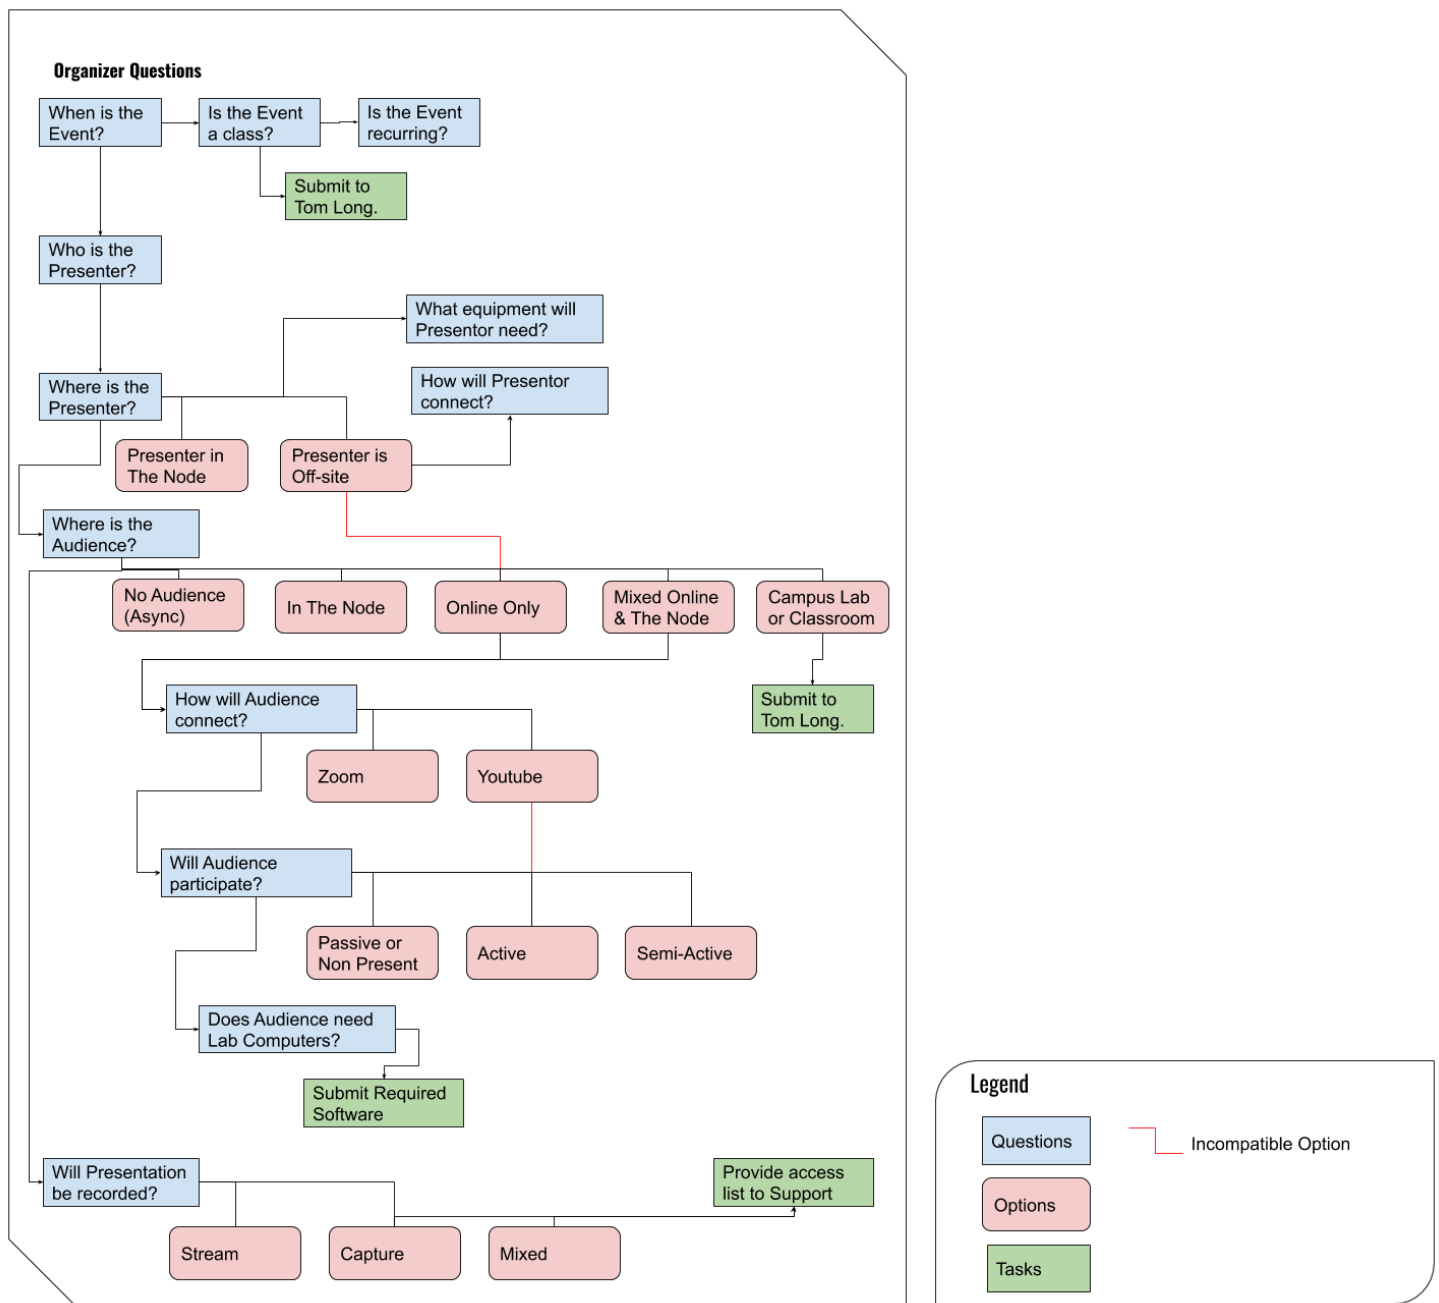 Organizer Questions
When is the
Event?
Is the Event
a class?
Is the Event
recurring?
Submit to
Tom Long.
Who is the
Presenter?
What equipment will
Presentor need?
Where is the
Presenter?
How will Presentor
connect?
Presenter in
The Node
Presenter is
Off-site
Where is the
Audience?
No Audience
(Async)
In The Node
Online Only
Mixed Online
& The Node
Campus Lab
or Classroom
How will Audience
connect?
Submit to
Tom Long.
Zoom
Youtube
Will Audience
participate?
Passive or
Non Present
Active
Semi-Active
Does Audience need
Lab Computers?
Submit Required
Software
Will Presentation
be recorded?
Provide access
list to Support
Stream
Capture
Mixed
Legend
Questions
Incompatible Option
Options
Tasks